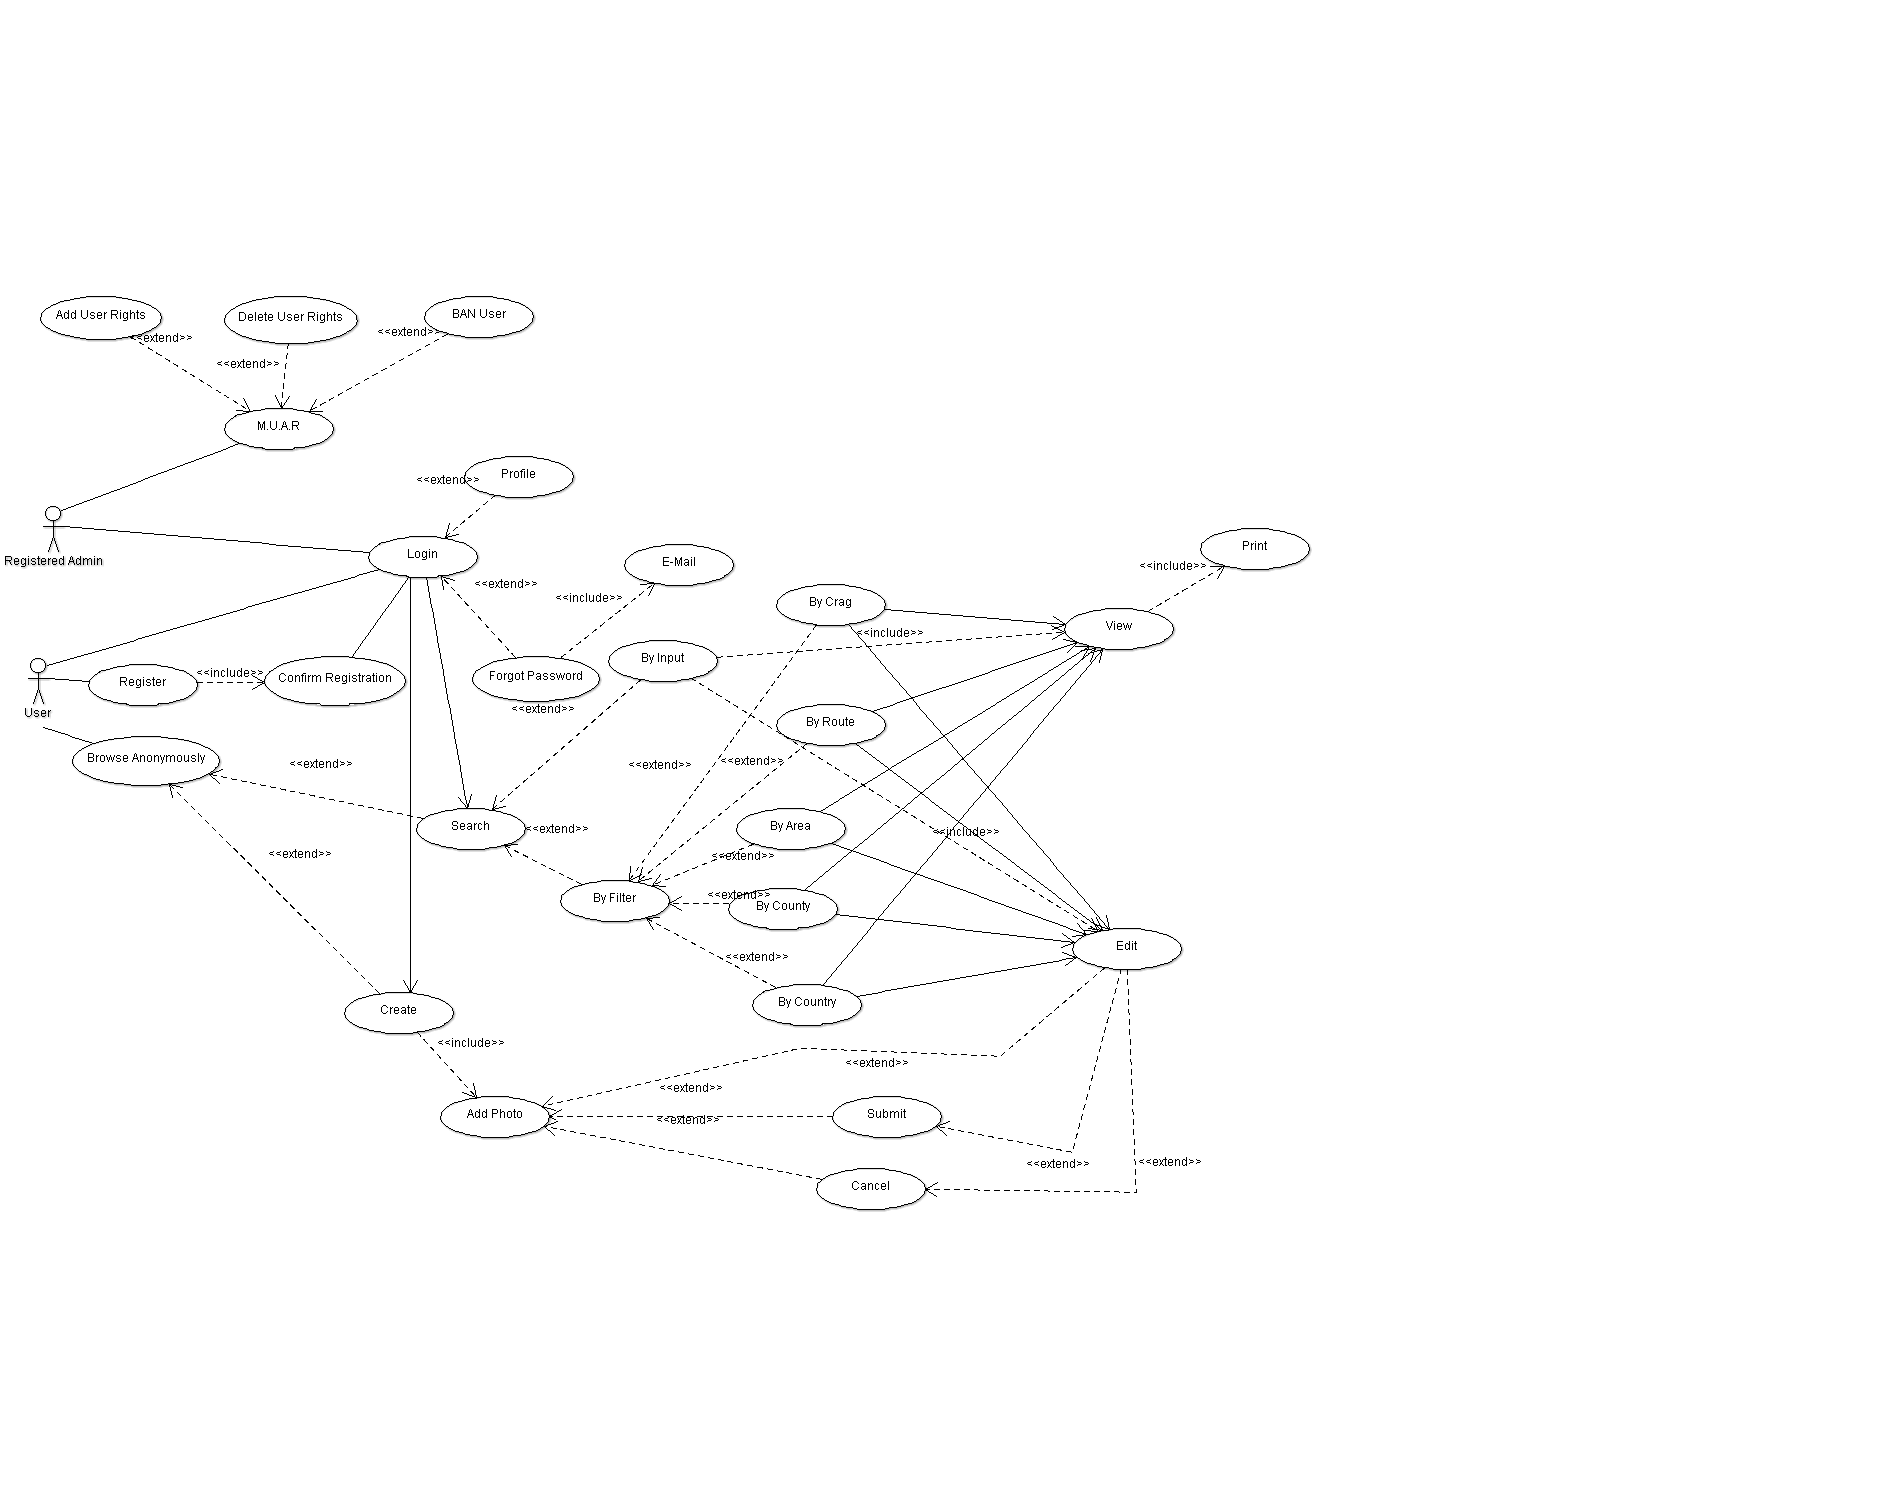 Add User Rights
Delete User Rights
BAN User
<<extend>>
<<extend>>
<<extend>>
M.U.A.R
Profile
<<extend>>
Registered Admin
Login
E-Mail
<<extend>>
<<include>>
Print
<<include>>
By Crag
View
<<include>>
By Input
User
Register
<<include>>
Confirm Registration
Forgot Password
<<extend>>
By Route
Browse Anonymously
<<extend>>
<<extend>>
<<extend>>
Search
<<extend>>
By Area
<<include>>
<<extend>>
<<extend>>
By Filter
<<extend>>
By County
Edit
<<extend>>
By Country
Create
<<include>>
<<extend>>
<<extend>>
Add Photo
<<extend>>
Submit
<<extend>>
<<extend>>
Cancel